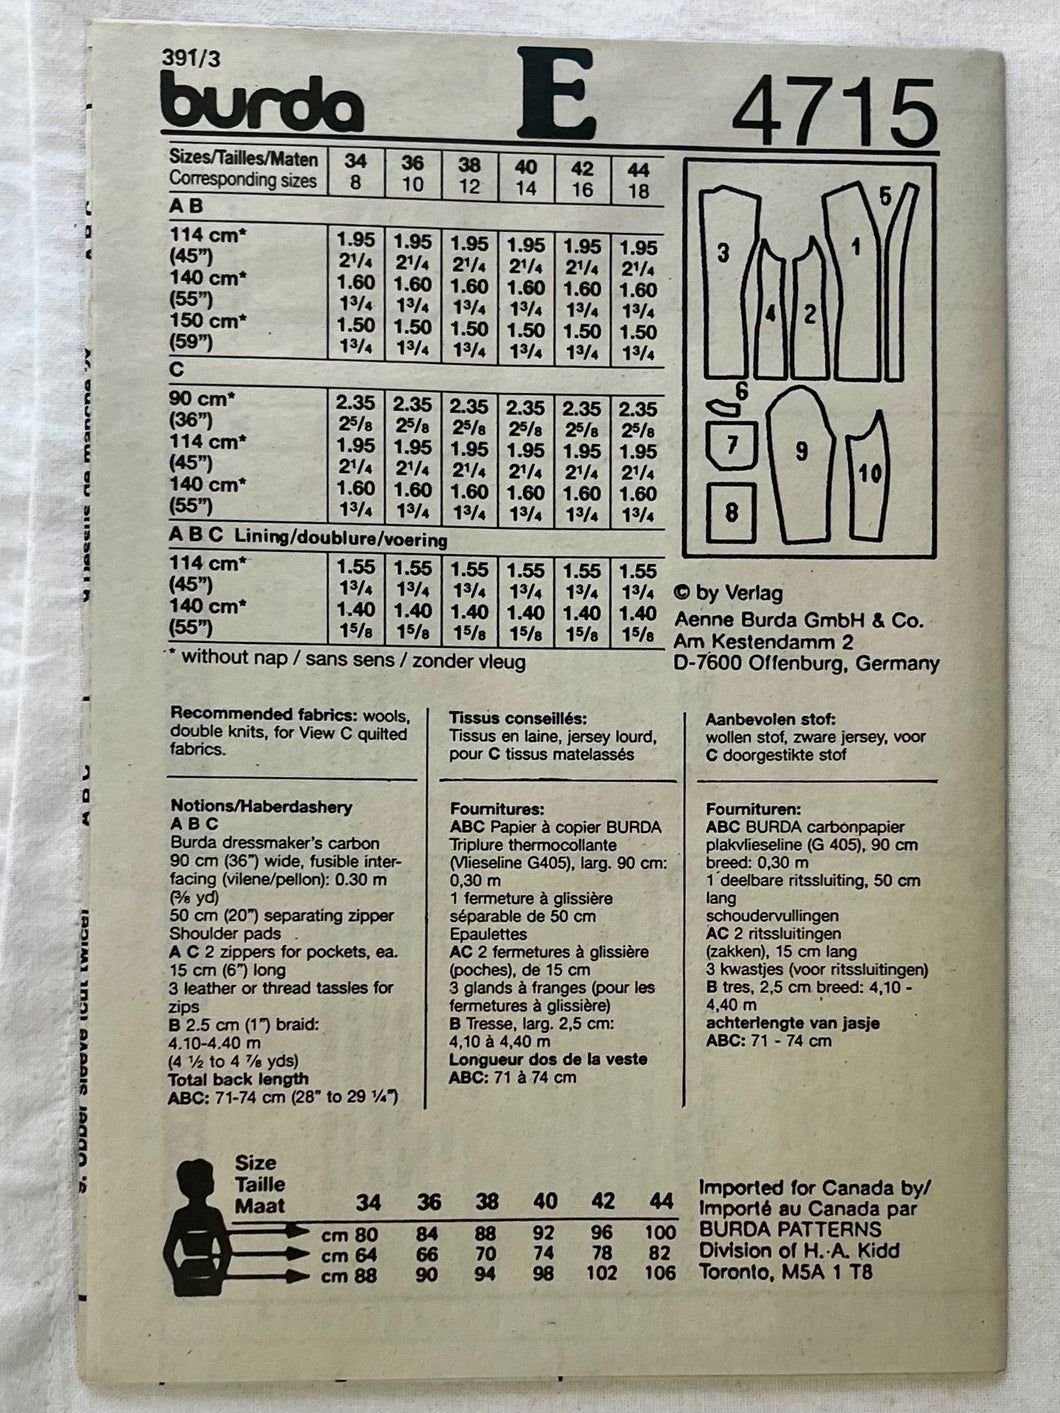 391/3
burda
E
4715
Sizes/Tailles/Maten 34 36 38 40 42 44
Corresponding sizes 8 10 12 14 16 18
A B
114 cm* 1.95 1.95 1.95 1.95 1.95 1.95
(45") 2¹/4 2¹/4 2¹/4 2¹/4 2¹/4 2¹/4
140 cm* 1.60 1.60 1.60 1.60 1.60 1.60
(55") 1³/4 1³/4 1³/4 1³/4 1³/4 1³/4
150 cm* 1.50 1.50 1.50 1.50 1.50 1.50
(59") 1³/4 1³/4 1³/4 1³/4 1³/4 1³/4
C
90 cm* 2.35 2.35 2.35 2.35 2.35 2.35
(36") 2⁵/8 2⁵/8 2⁵/8 2⁵/8 2⁵/8 2⁵/8
114 cm* 1.95 1.95 1.95 1.95 1.95 1.95
(45") 2¹/4 2¹/4 2¹/4 2¹/4 2¹/4 2¹/4
140 cm* 1.60 1.60 1.60 1.60 1.60 1.60
(55") 1³/4 1³/4 1³/4 1³/4 1³/4 1³/4
A B C Lining/doublure/voering
114 cm* 1.55 1.55 1.55 1.55 1.55 1.55
(45") 1³/4 1³/4 1³/4 1³/4 1³/4 1³/4
140 cm* 1.40 1.40 1.40 1.40 1.40 1.40
(55") 1⁵/8 1⁵/8 1⁵/8 1⁵/8 1⁵/8 1⁵/8
* without nap / sans sens / zonder vleug
3
4
2
1
5
6
7
8
9
10
© by Verlag
Aenne Burda GmbH & Co.
Am Kestendamm 2
D-7600 Offenburg, Germany
Recommended fabrics: wools,
double knits, for View C quilted
fabrics.
Notions/Haberdashery
A B C
Burda dressmaker's carbon
90 cm (36") wide, fusible inter-
facing (vilene/pellon): 0.30 m
(⅜ yd)
50 cm (20") separating zipper
Shoulder pads
A C 2 zippers for pockets, ea.
15 cm (6") long
3 leather or thread tassles for
zips
B 2.5 cm (1") braid:
4.10-4.40 m
(4 ½ to 4 ⅞ yds)
Total back length
ABC: 71-74 cm (28" to 29 ¼")
Tissus conseillés:
Tissus en laine, jersey lourd,
pour C tissus matelassés
Fournitures:
ABC Papier à copier BURDA
Triplure thermocollante
(Vlieseline G405), larg. 90 cm:
0,30 m
1 fermeture à glissière
séparable de 50 cm
Epaulettes
AC 2 fermetures à glissière
(poches), de 15 cm
3 glands à franges (pour les
fermetures à glissière)
B Tresse, larg. 2,5 cm:
4,10 à 4,40 m
Longueur dos de la veste
ABC: 71 à 74 cm
Aanbevolen stof:
wollen stof, zware jersey, voor
C doorgestikte stof
Fournituren:
ABC BURDA carbonpapier
plakvlieseline (G 405), 90 cm
breed: 0,30 m
1 deelbare ritssluiting, 50 cm
lang
schoudervullingen
AC 2 ritssluitingen
(zakken), 15 cm lang
3 kwastjes (voor ritssluitingen)
B tres, 2,5 cm breed: 4,10 -
4,40 m
achterlengte van jasje
ABC: 71 - 74 cm
Size
Taille
Maat 34 36 38 40 42 44
cm 80 84 88 92 96 100
cm 64 66 70 74 78 82
cm 88 90 94 98 102 106
Imported for Canada by/
Importé au Canada par
BURDA PATTERNS
Division of H.-A. Kidd
Toronto, M5A 1 T8